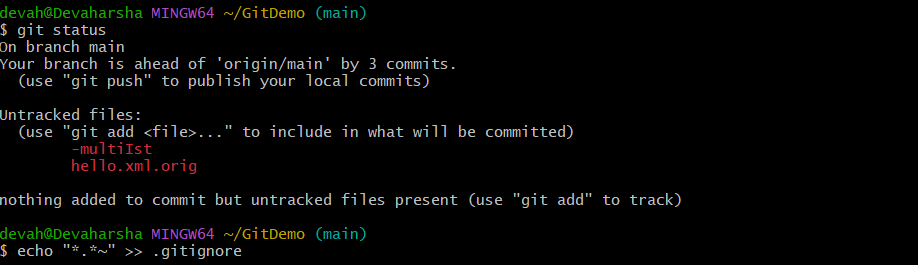 devah@Devaharsha MINGW64 ~/GitDemo (main)
$ git status
On branch main
Your branch is ahead of 'origin/main' by 3 commits.
  (use "git push" to publish your local commits)

Untracked files:
  (use "git add <file>..." to include in what will be committed)
        -multiIst
        hello.xml.orig

nothing added to commit but untracked files present (use "git add" to track)

devah@Devaharsha MINGW64 ~/GitDemo (main)
$ echo "*.*~" >> .gitignore